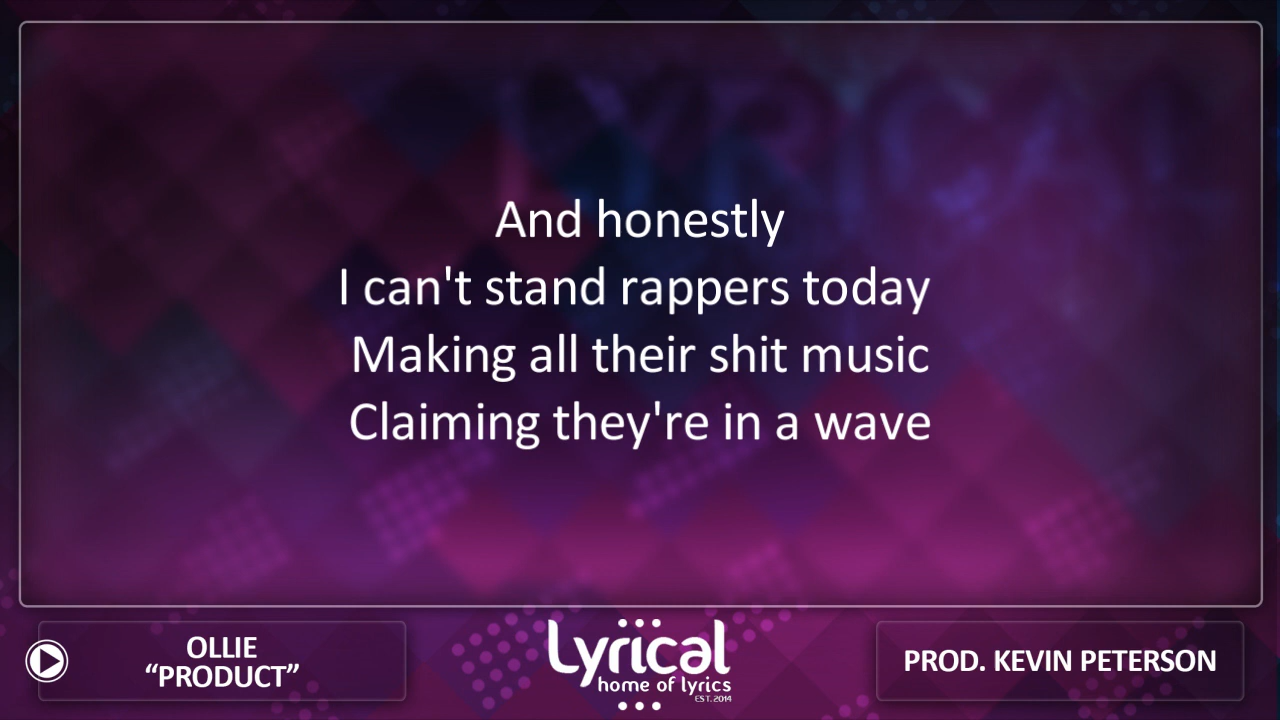 And honestly
I can't stand rappers today
Making all their shit music
Claiming they're in a wave
OLLIE
“PRODUCT”
Lyrical
home of lyrics
EST. 2014
PROD. KEVIN PETERSON
LYRICAL